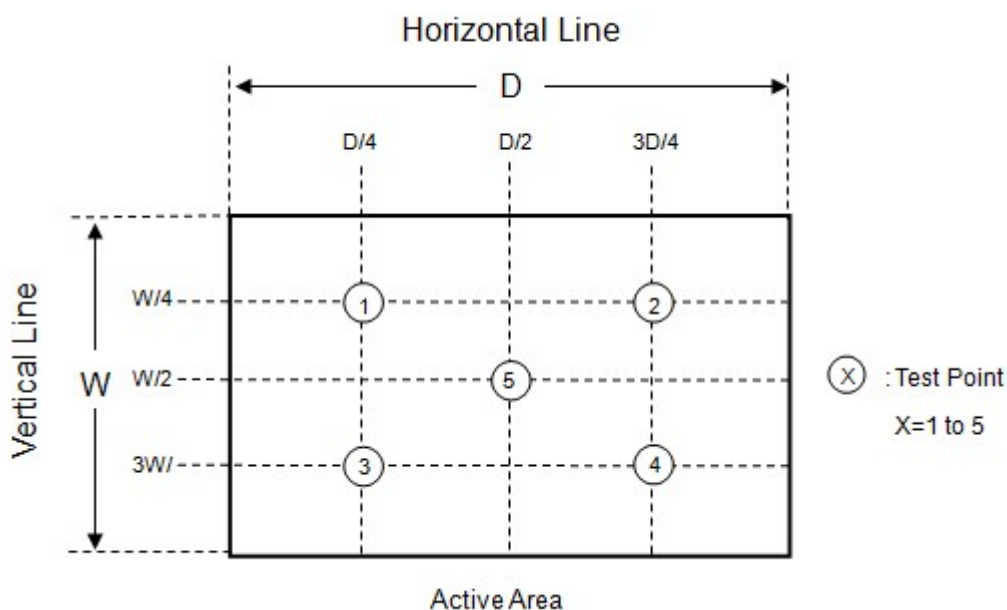 Horizontal Line
D
D/4 D/2 3D/4
W/4
1 2
Vertical Line
W
W/2
5
X : Test Point
X=1 to 5
3W/
3 4
Active Area